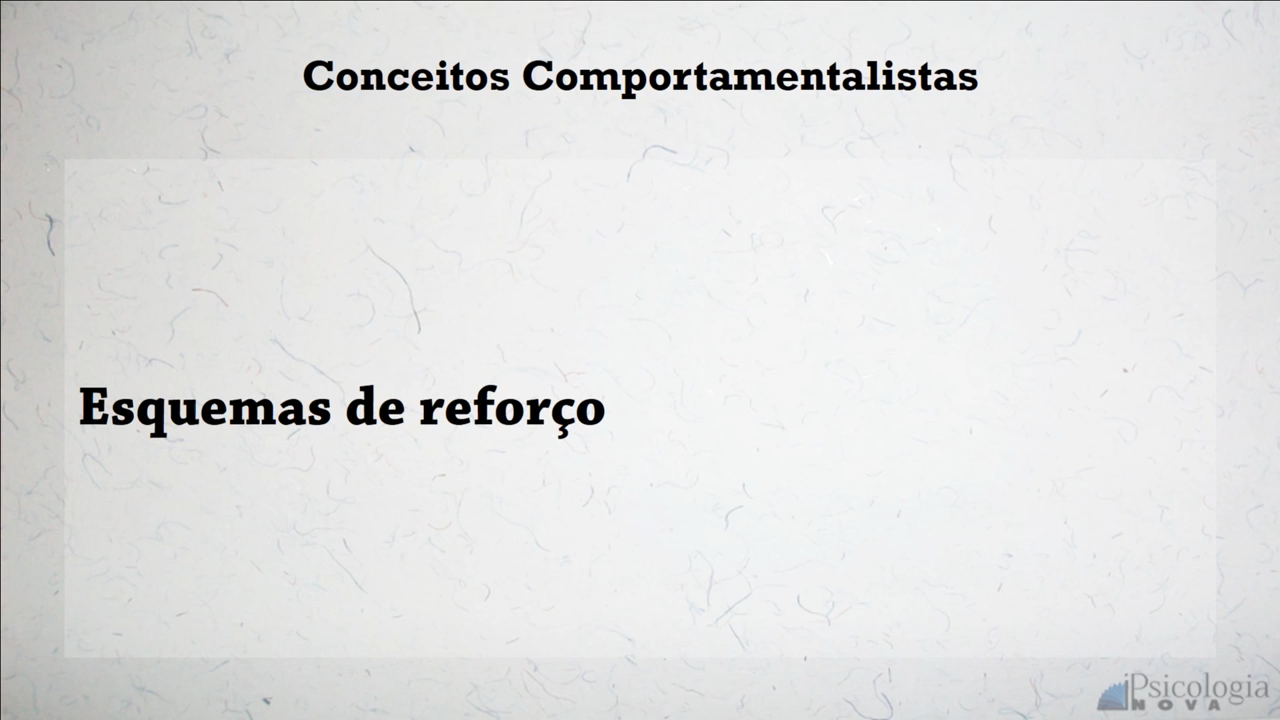 Conceitos Comportamentalistas
Esquemas de reforço
Psicologia
NOVA